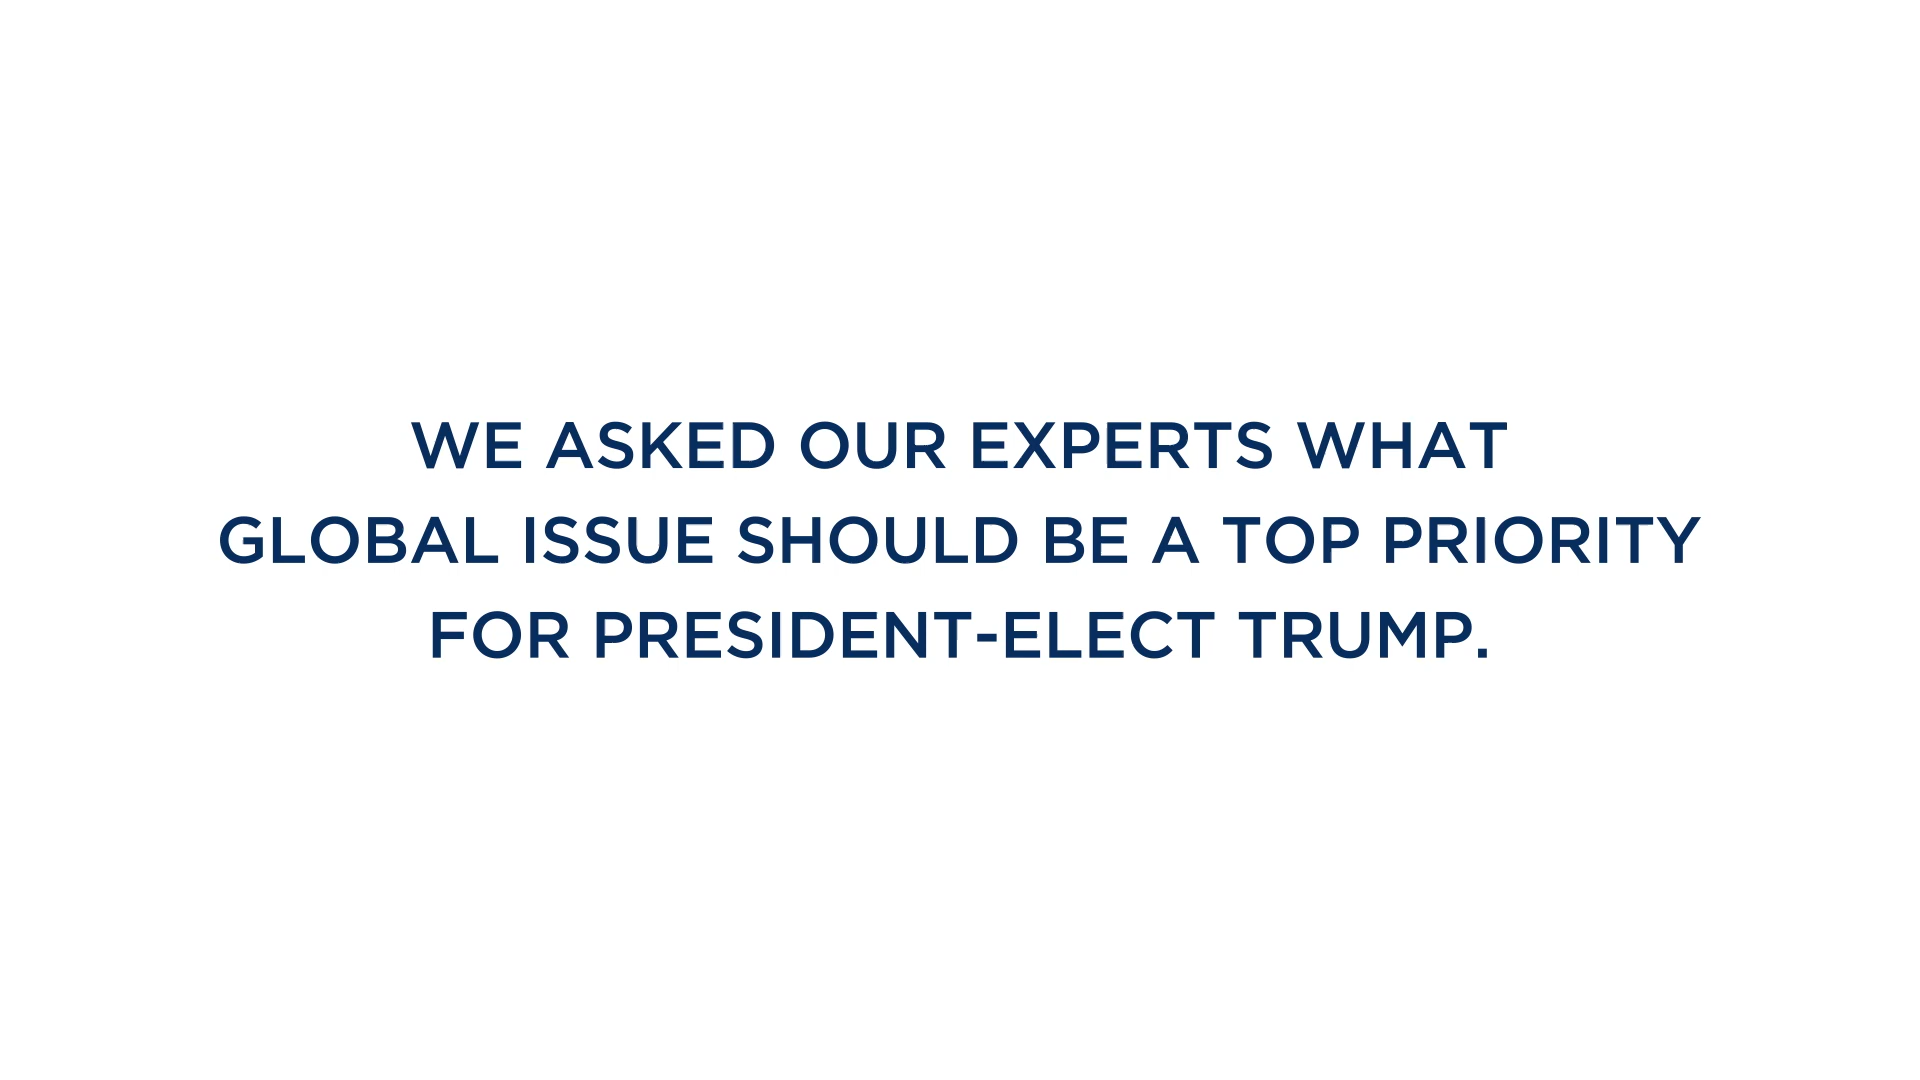 WE ASKED OUR EXPERTS WHAT
GLOBAL ISSUE SHOULD BE A TOP PRIORITY
FOR PRESIDENT-ELECT TRUMP.